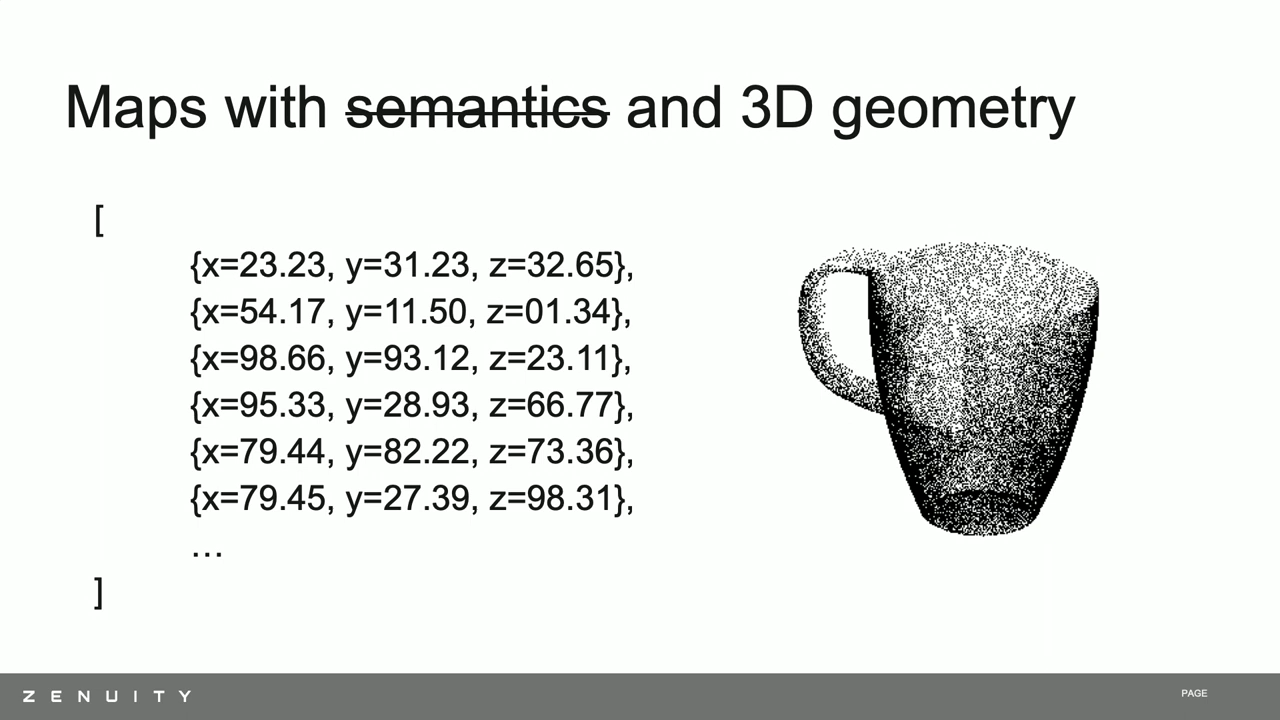 Maps with semantics and 3D geometry
[
{x=23.23, y=31.23, z=32.65},
{x=54.17, y=11.50, z=01.34},
{x=98.66, y=93.12, z=23.11},
{x=95.33, y=28.93, z=66.77},
{x=79.44, y=82.22, z=73.36},
{x=79.45, y=27.39, z=98.31},
…
]
ZENUITY
PAGE